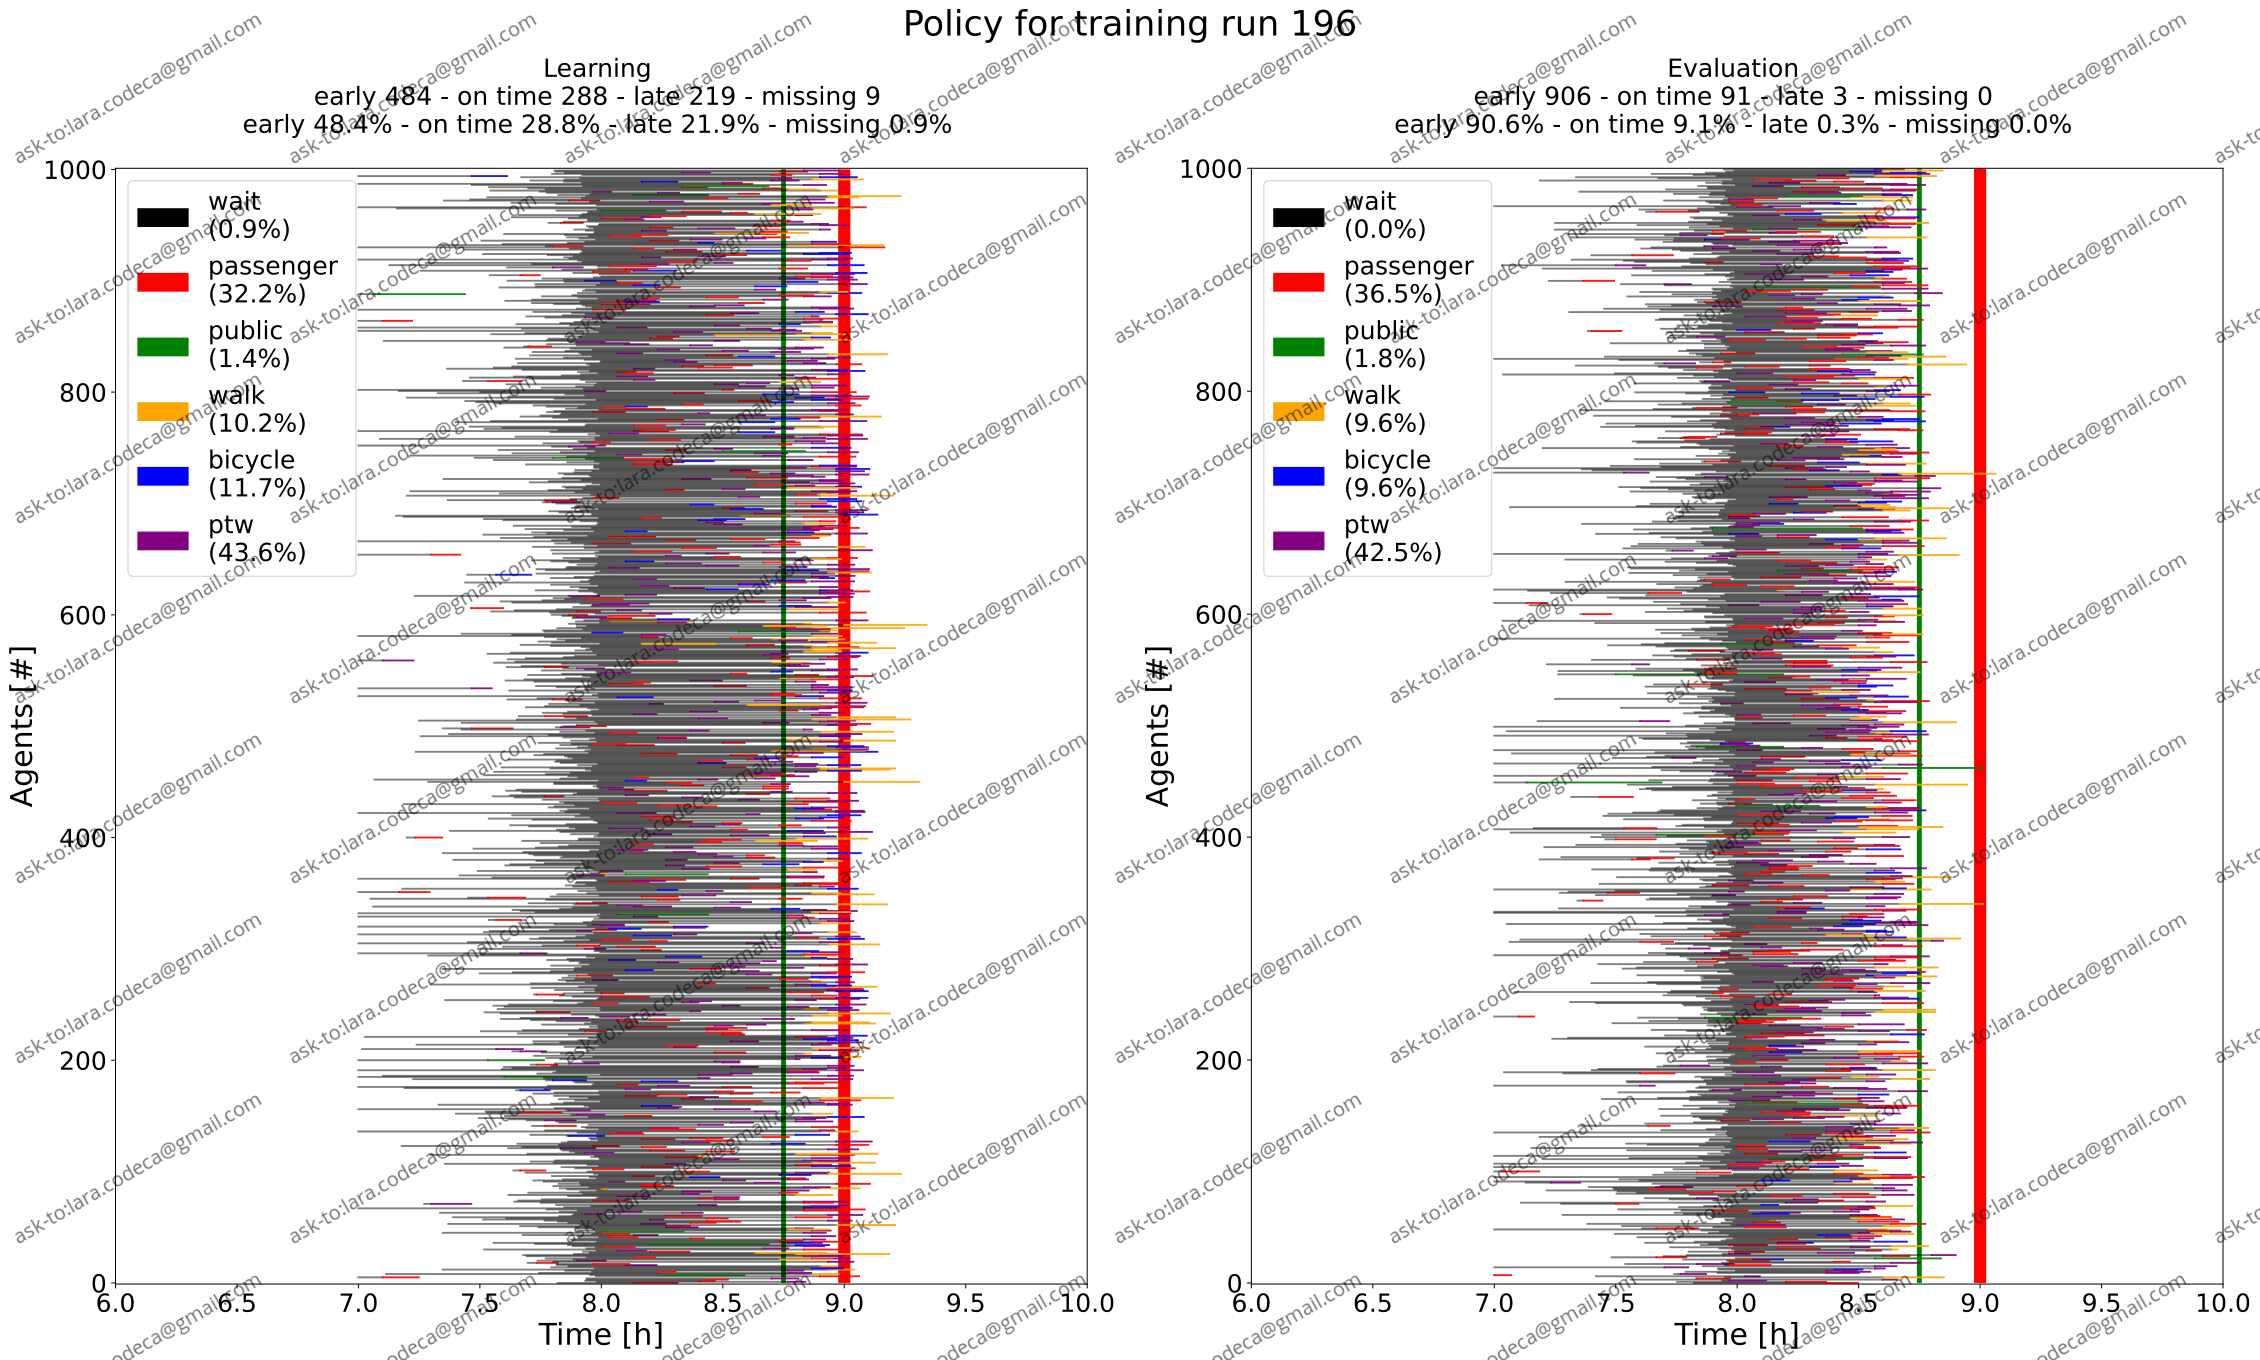 Policy for training run 196
Learning
early 484 - on time 288 - late 219 - missing 9
early 48.4% - on time 28.8% - late 21.9% - missing 0.9%
1000
800
600
400
200
0
Agents [#]
wait
(0.9%)
passenger
(32.2%)
public
(1.4%)
walk
(10.2%)
bicycle
(11.7%)
ptw
(43.6%)
6.0 6.5 7.0 7.5 8.0 8.5 9.0 9.5 10.0
Time [h]
Evaluation
early 906 - on time 91 - late 3 - missing 0
early 90.6% - on time 9.1% - late 0.3% - missing 0.0%
1000
800
600
400
200
0
Agents [#]
wait
(0.0%)
passenger
(36.5%)
public
(1.8%)
walk
(9.6%)
bicycle
(9.6%)
ptw
(42.5%)
6.0 6.5 7.0 7.5 8.0 8.5 9.0 9.5 10.0
Time [h]
ask-to:lara.codeca@gmail.com